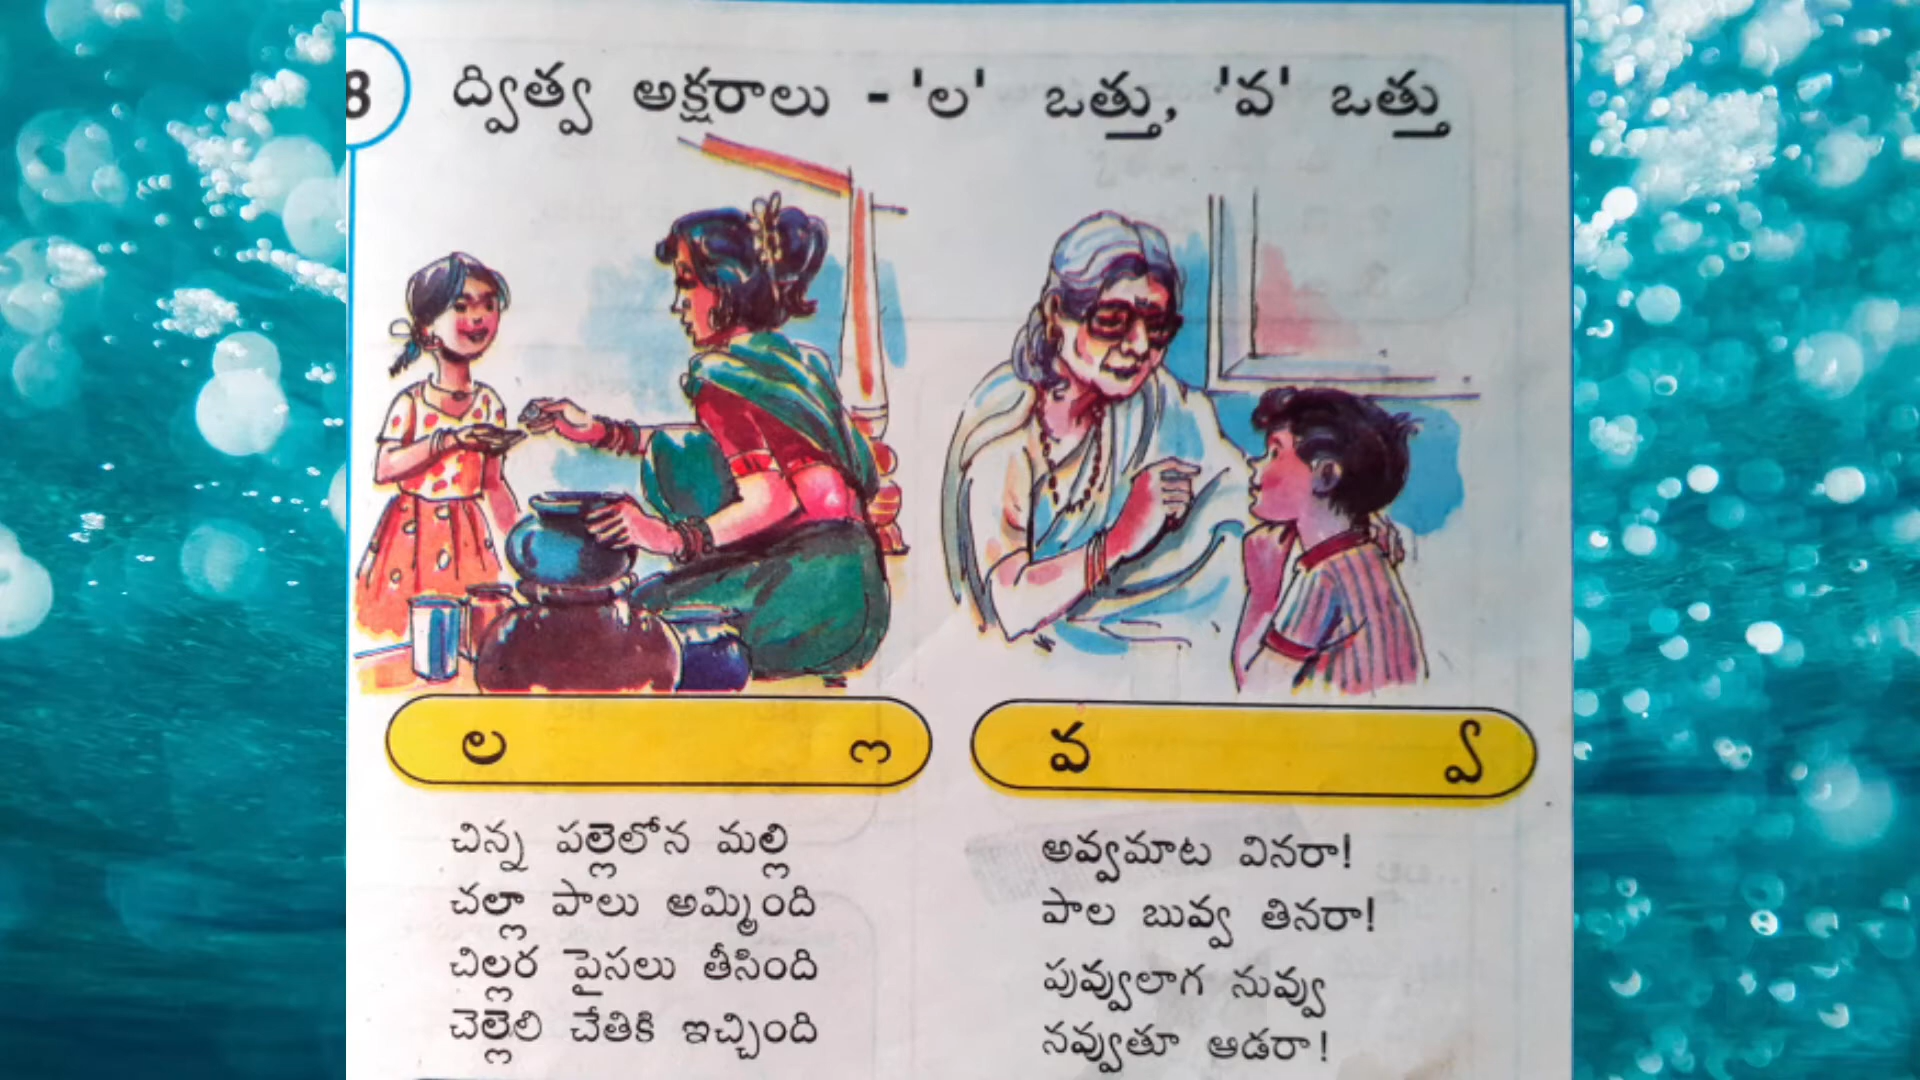 8 ద్విత్వ అక్షరాలు - 'ల' ఒత్తు, 'వ' ఒత్తు
ల ్ల
వ ్వ
చిన్న పల్లెలోన మల్లి
చల్లా పాలు అమ్మింది
చిల్లర పైసలు తీసింది
చెల్లెలి చేతికి ఇచ్చింది
అవ్వమాట వినరా!
పాల బువ్వ తినరా!
పువ్వులాగ నువ్వు
నవ్వుతూ ఆడరా!